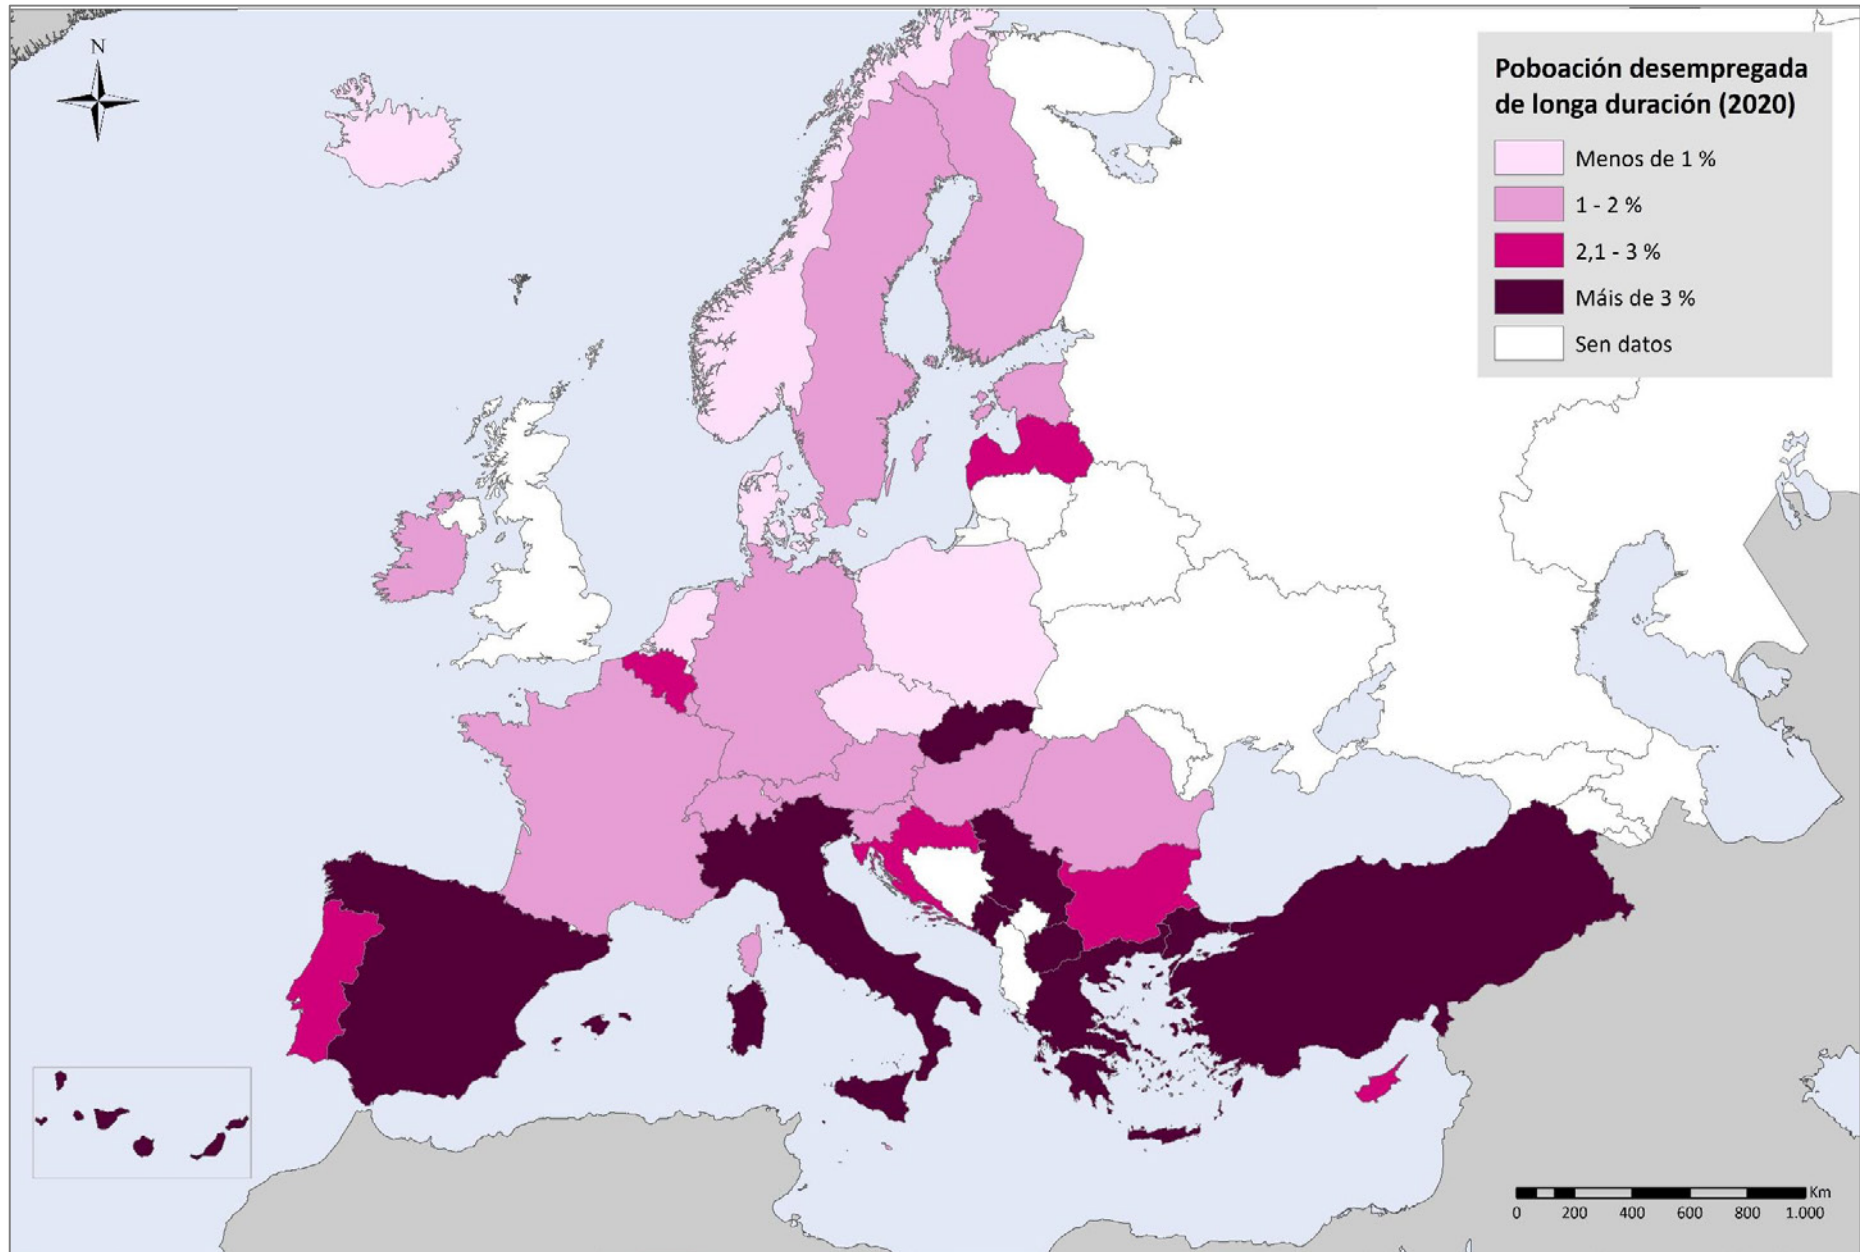 N
Poboación desempregada
de longa duración (2020)
Menos de 1 %
1 - 2 %
2,1 - 3 %
Máis de 3 %
Sen datos
Km
0 200 400 600 800 1.000